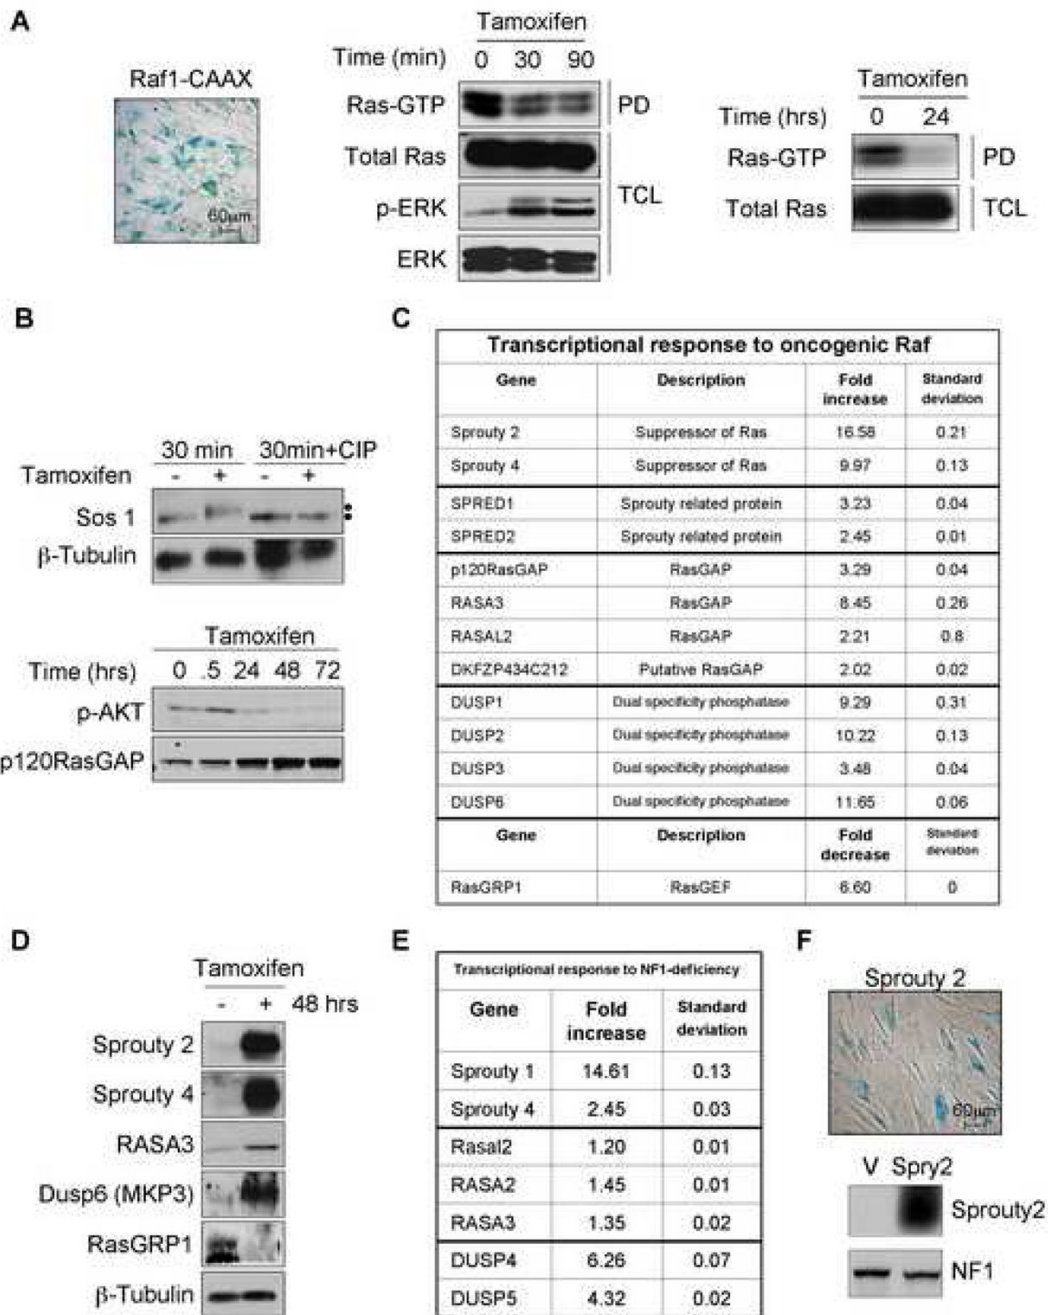 A
Raf1-CAAX
60µm
Tamoxifen
Time (min) 0 30 90
Ras-GTP PD
Total Ras
p-ERK TCL
ERK
Tamoxifen
Time (hrs) 0 24
Ras-GTP PD
Total Ras TCL
B
30 min 30min+CIP
Tamoxifen - + - +
Sos 1
β-Tubulin
Tamoxifen
Time (hrs) 0 .5 24 48 72
p-AKT
p120RasGAP
C
Transcriptional response to oncogenic Raf
Gene Description Fold increase Standard deviation
Sprouty 2 Suppressor of Ras 16.58 0.21
Sprouty 4 Suppressor of Ras 9.97 0.13
SPRED1 Sprouty related protein 3.23 0.04
SPRED2 Sprouty related protein 2.45 0.01
p120RasGAP RasGAP 3.29 0.04
RASA3 RasGAP 8.45 0.26
RASAL2 RasGAP 2.21 0.8
DKFZP434C212 Putative RasGAP 2.02 0.02
DUSP1 Dual specificity phosphatase 9.29 0.31
DUSP2 Dual specificity phosphatase 10.22 0.13
DUSP3 Dual specificity phosphatase 3.48 0.04
DUSP6 Dual specificity phosphatase 11.65 0.06
Gene Description Fold decrease Standard deviation
RasGRP1 RasGEF 6.60 0
D
Tamoxifen
- + 48 hrs
Sprouty 2
Sprouty 4
RASA3
Dusp6 (MKP3)
RasGRP1
β-Tubulin
E
Transcriptional response to NF1-deficiency
Gene Fold increase Standard deviation
Sprouty 1 14.61 0.13
Sprouty 4 2.45 0.03
Rasal2 1.20 0.01
RASA2 1.45 0.01
RASA3 1.35 0.02
DUSP4 6.26 0.07
DUSP5 4.32 0.02
F
Sprouty 2
60µm
V Spry2
Sprouty2
NF1